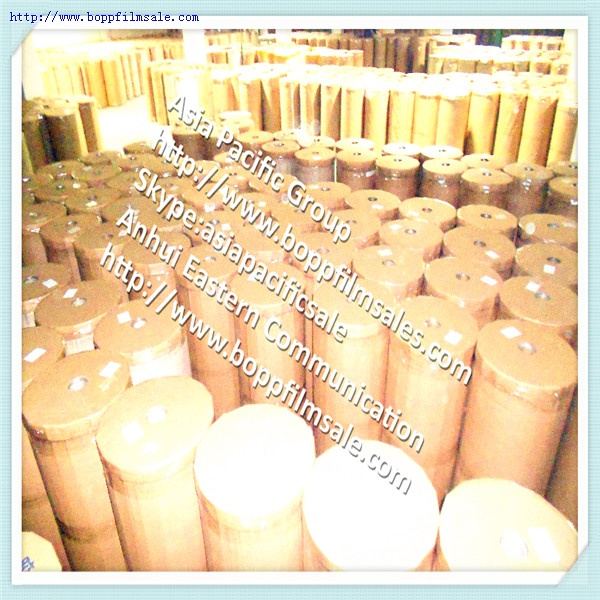 http://www.boppfilmsale.com
Asia Pacific Group
http://www.boppfilmsales.com
Skype:asiapacificsale
Anhui Eastern Communication
http://www.boppfilmsale.com
EX